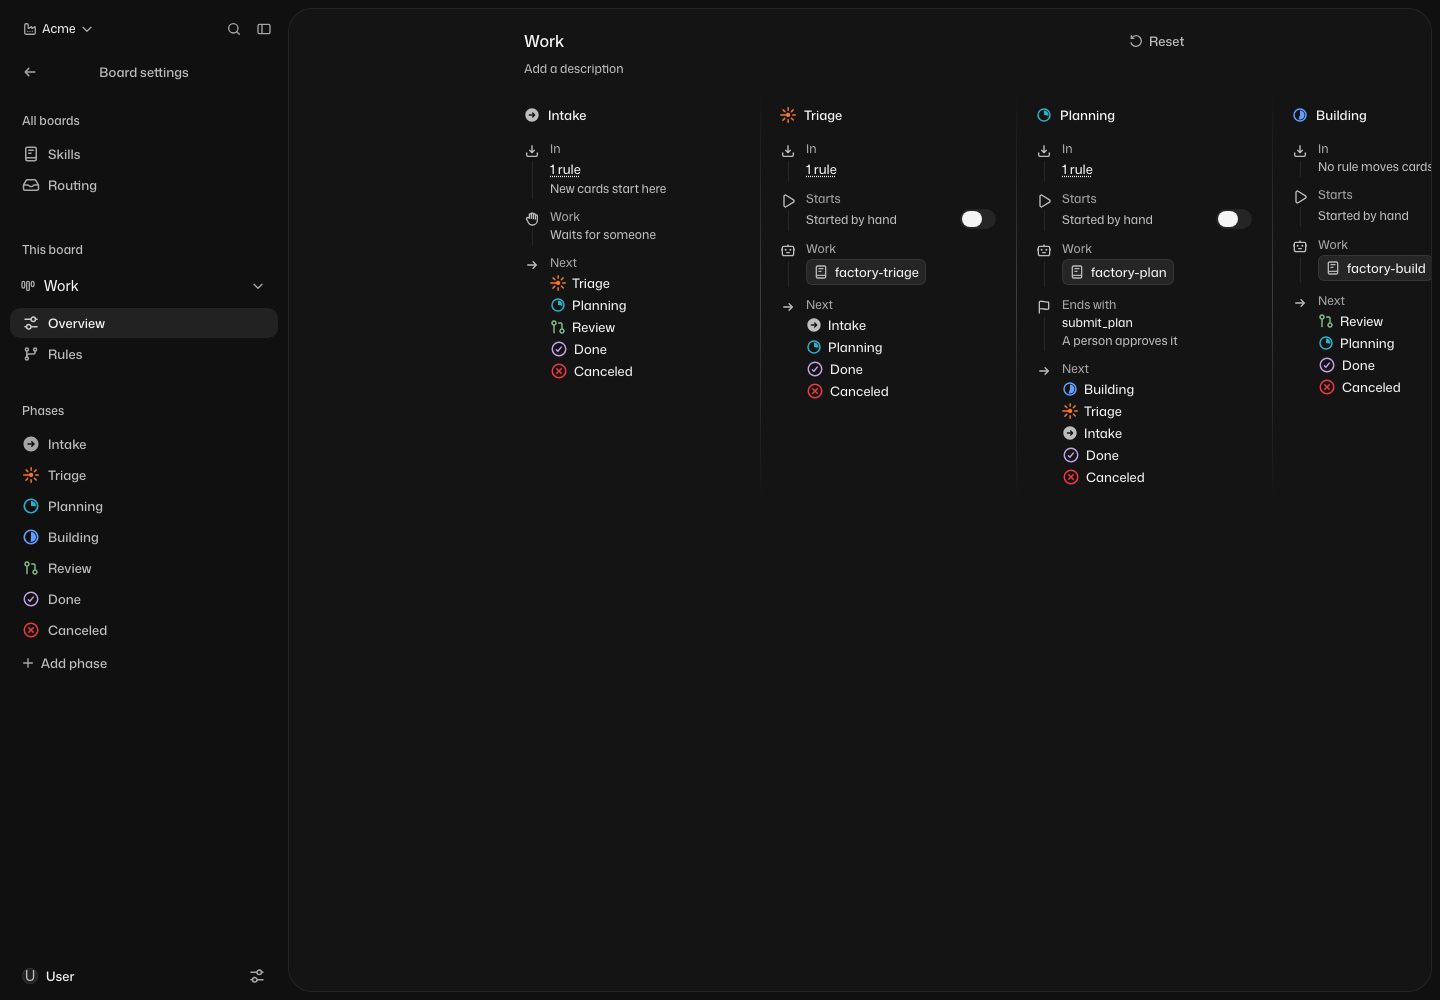 Acme
Board settings
All boards
Skills
Routing
This board
Work
Overview
Rules
Phases
Intake
Triage
Planning
Building
Review
Done
Canceled
Add phase
U User
Work
Reset
Add a description
Intake
In
1 rule
New cards start here
Work
Waits for someone
Next
Triage
Planning
Review
Done
Canceled
Triage
In
1 rule
Starts
Started by hand
Work
factory-triage
Next
Intake
Planning
Done
Canceled
Planning
In
1 rule
Starts
Started by hand
Work
factory-plan
Ends with
submit_plan
A person approves it
Next
Building
Triage
Intake
Done
Canceled
Building
In
No rule moves cards
Starts
Started by hand
Work
factory-build
Next
Review
Planning
Done
Canceled